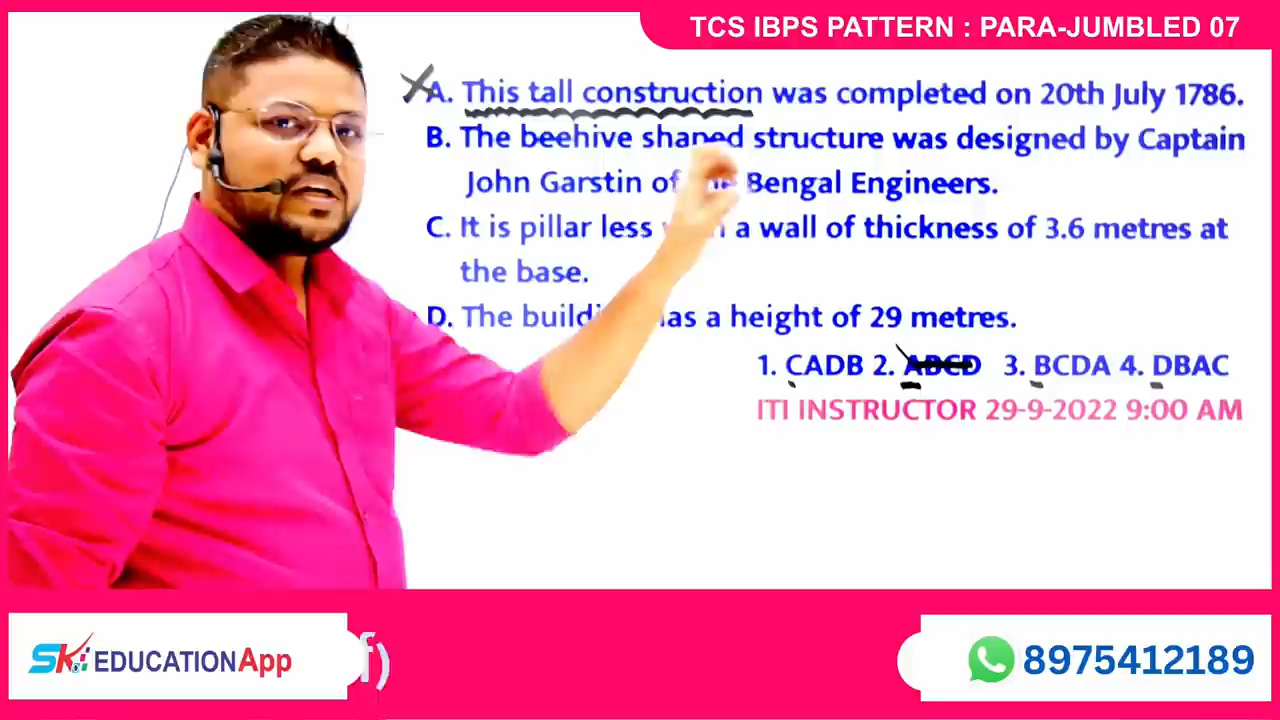 TCS IBPS PATTERN : PARA-JUMBLED 07
A. This tall construction was completed on 20th July 1786.
B. The beehive shaped structure was designed by Captain
John Garstin of Bengal Engineers.
C. It is pillar less a wall of thickness of 3.6 metres at
the base.
D. The has a height of 29 metres.
1. CADB 2. ABCD 3. BCDA 4. DBAC
ITI INSTRUCTOR 29-9-2022 9:00 AM
SK EDUCATIONApp f)
8975412189